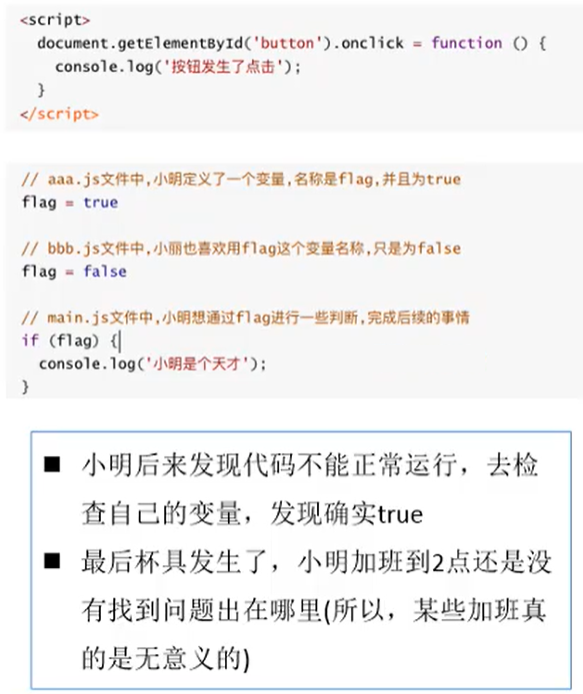 <script>
document.getElementById('button').onclick = function () {
console.log('按钮发生了点击');
}
</script>
// aaa.js文件中,小明定义了一个变量,名称是flag,并且为true
flag = true
// bbb.js文件中,小丽也喜欢用flag这个变量名称,只是为false
flag = false
// main.js文件中,小明想通过flag进行一些判断,完成后续的事情
if (flag) {
console.log('小明是个天才');
}
■ 小明后来发现代码不能正常运行，去检
查自己的变量，发现确实true
■ 最后杯具发生了，小明加班到2点还是没
有找到问题出在哪里(所以，某些加班真
的是无意义的)